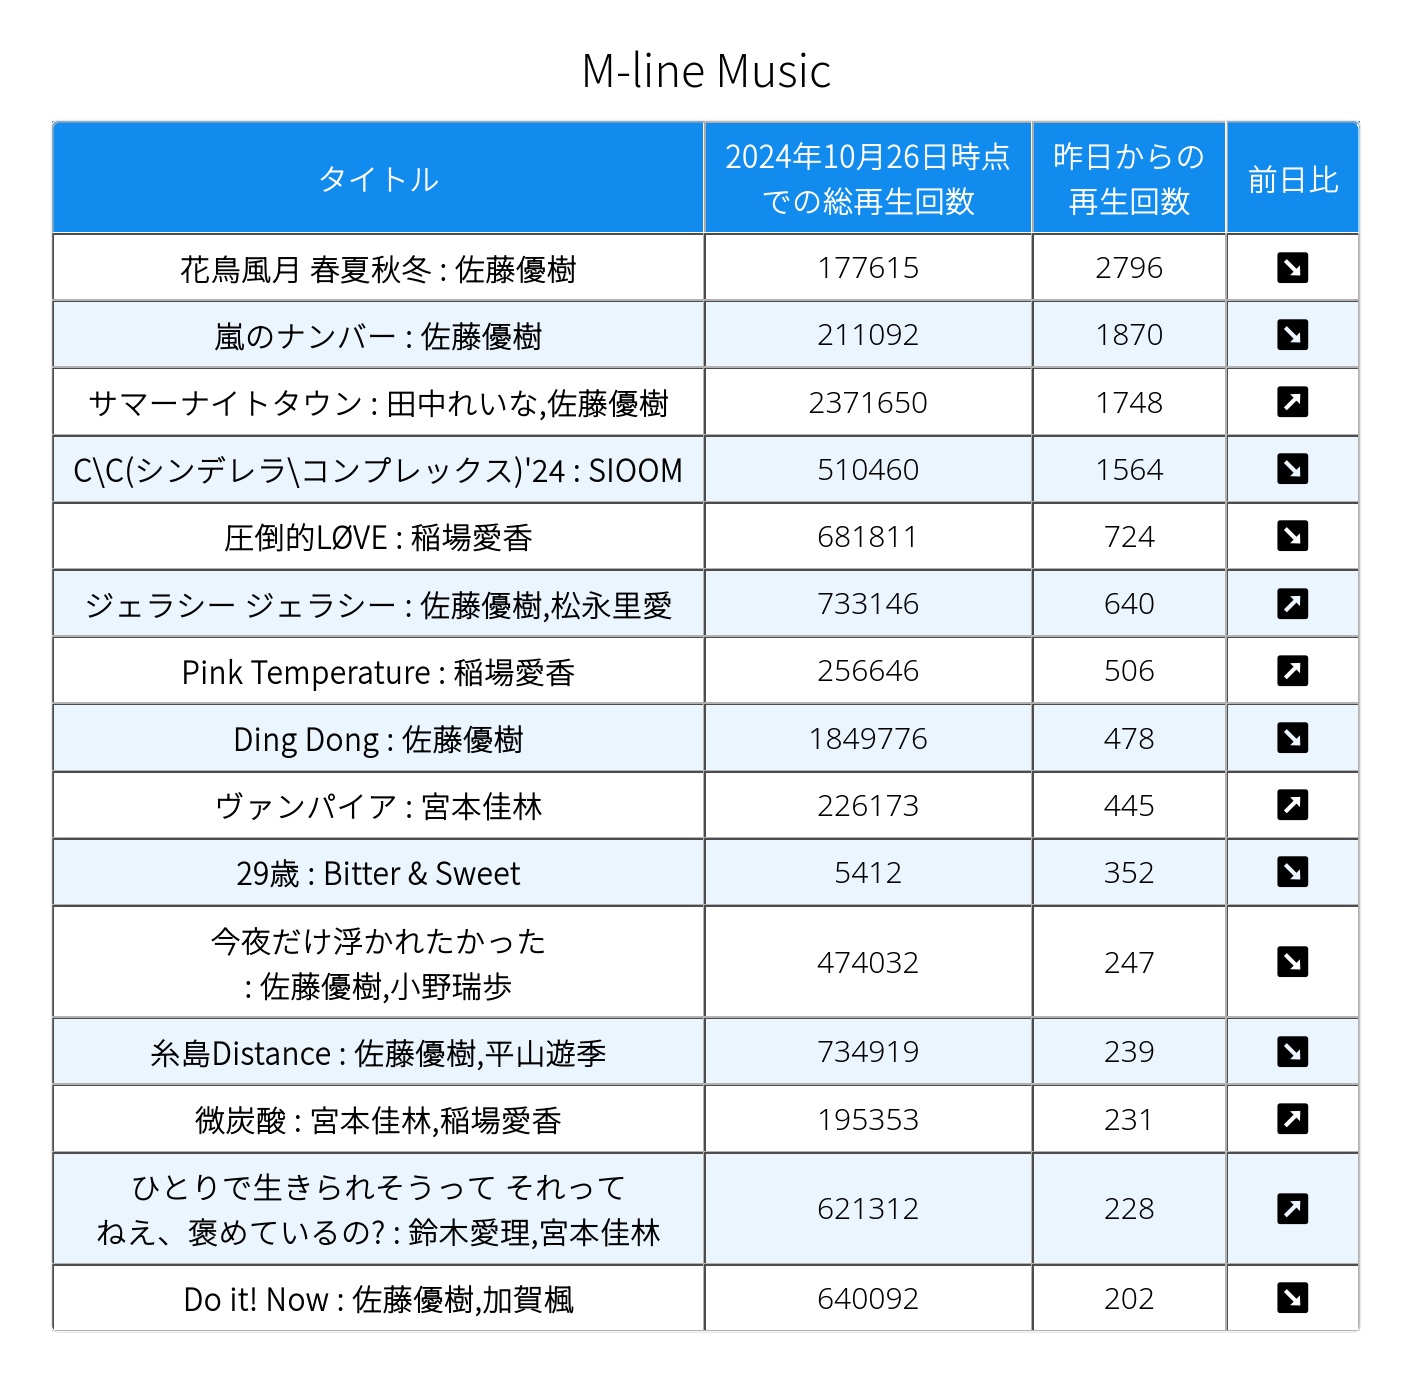 M-line Music
タイトル
2024年10月26日時点
での総再生回数
昨日からの
再生回数
前日比
花鳥風月 春夏秋冬 : 佐藤優樹 177615 2796 ↘
嵐のナンバー : 佐藤優樹 211092 1870 ↘
サマーナイトタウン : 田中れいな,佐藤優樹 2371650 1748 ↗
C\C(シンデレラ\コンプレックス)'24 : SIOOM 510460 1564 ↘
圧倒的LØVE : 稲場愛香 681811 724 ↘
ジェラシー ジェラシー : 佐藤優樹,松永里愛 733146 640 ↗
Pink Temperature : 稲場愛香 256646 506 ↗
Ding Dong : 佐藤優樹 1849776 478 ↘
ヴァンパイア : 宮本佳林 226173 445 ↗
29歳 : Bitter & Sweet 5412 352 ↘
今夜だけ浮かれたかった
: 佐藤優樹,小野瑞歩 474032 247 ↘
糸島Distance : 佐藤優樹,平山遊季 734919 239 ↘
微炭酸 : 宮本佳林,稲場愛香 195353 231 ↗
ひとりで生きられそうって それって
ねえ、褒めているの? : 鈴木愛理,宮本佳林 621312 228 ↗
Do it! Now : 佐藤優樹,加賀楓 640092 202 ↘